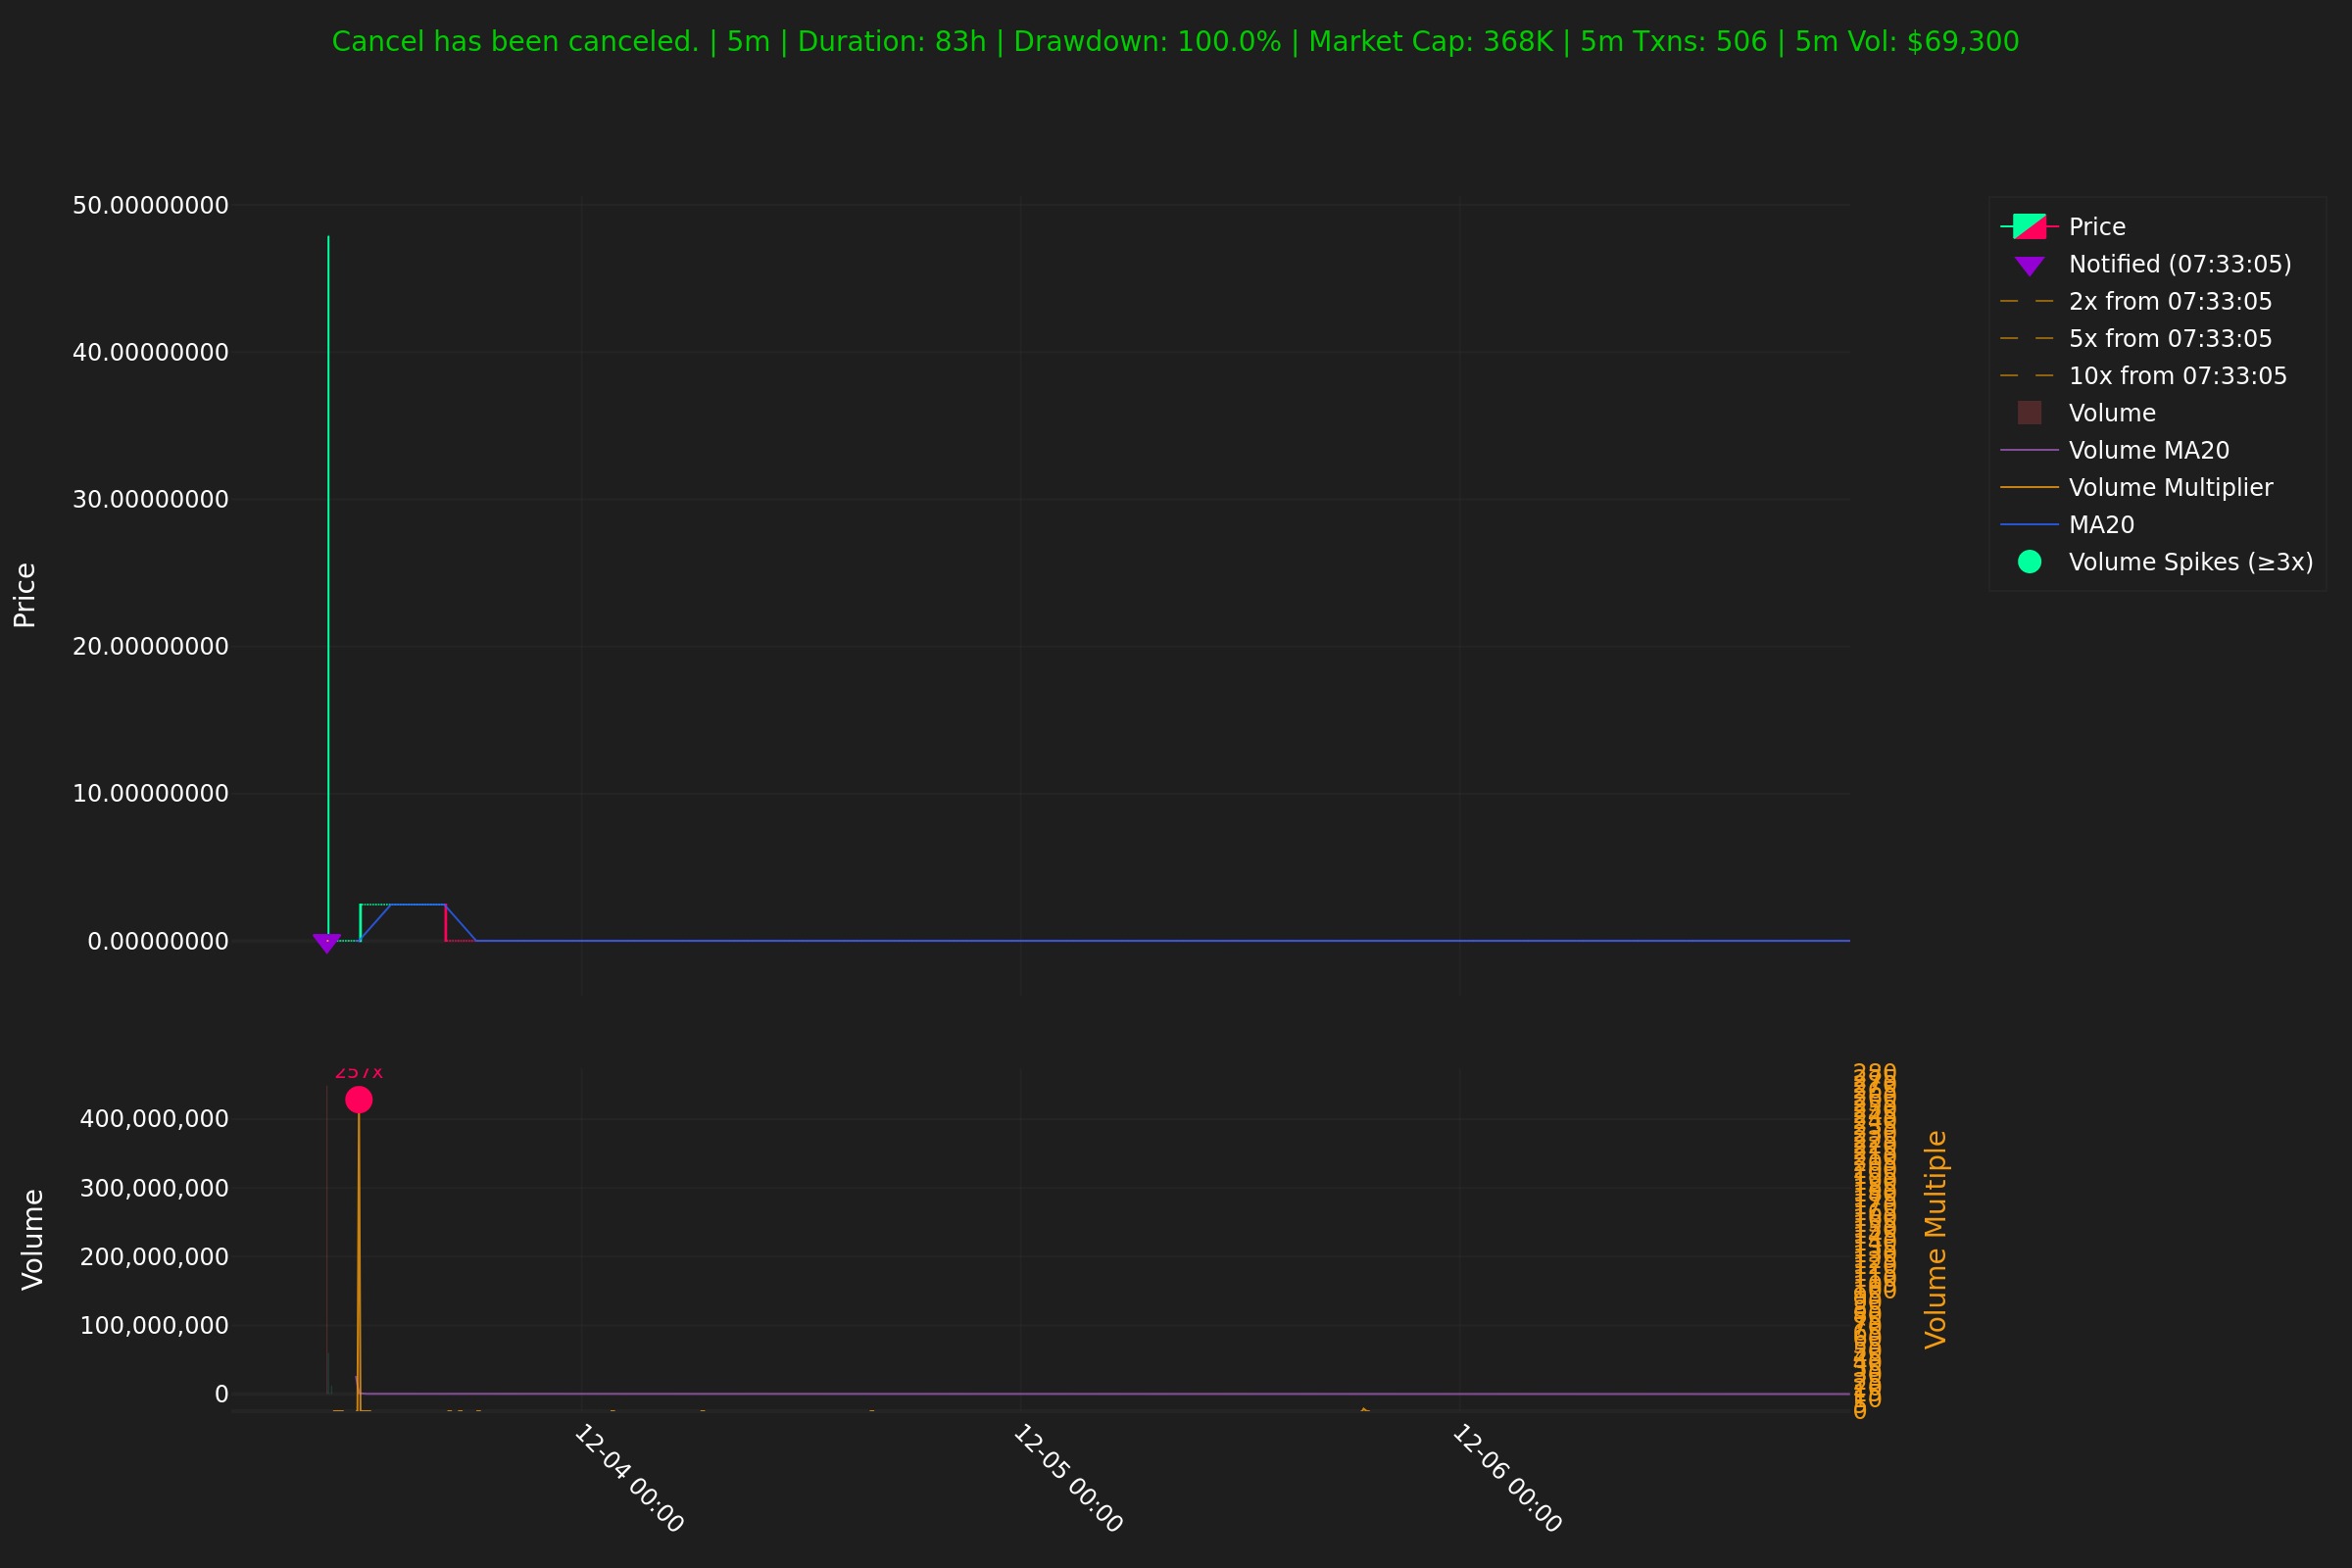 Cancel has been canceled. | 5m | Duration: 83h | Drawdown: 100.0% | Market Cap: 368K | 5m Txns: 506 | 5m Vol: $69,300
Price
50.00000000
40.00000000
30.00000000
20.00000000
10.00000000
0.00000000
Price
Notified (07:33:05)
2x from 07:33:05
5x from 07:33:05
10x from 07:33:05
Volume
Volume MA20
Volume Multiplier
MA20
Volume Spikes (≥3x)
257x
Volume
400,000,000
300,000,000
200,000,000
100,000,000
0
0
Volume Multiple
12-04 00:00
12-05 00:00
12-06 00:00